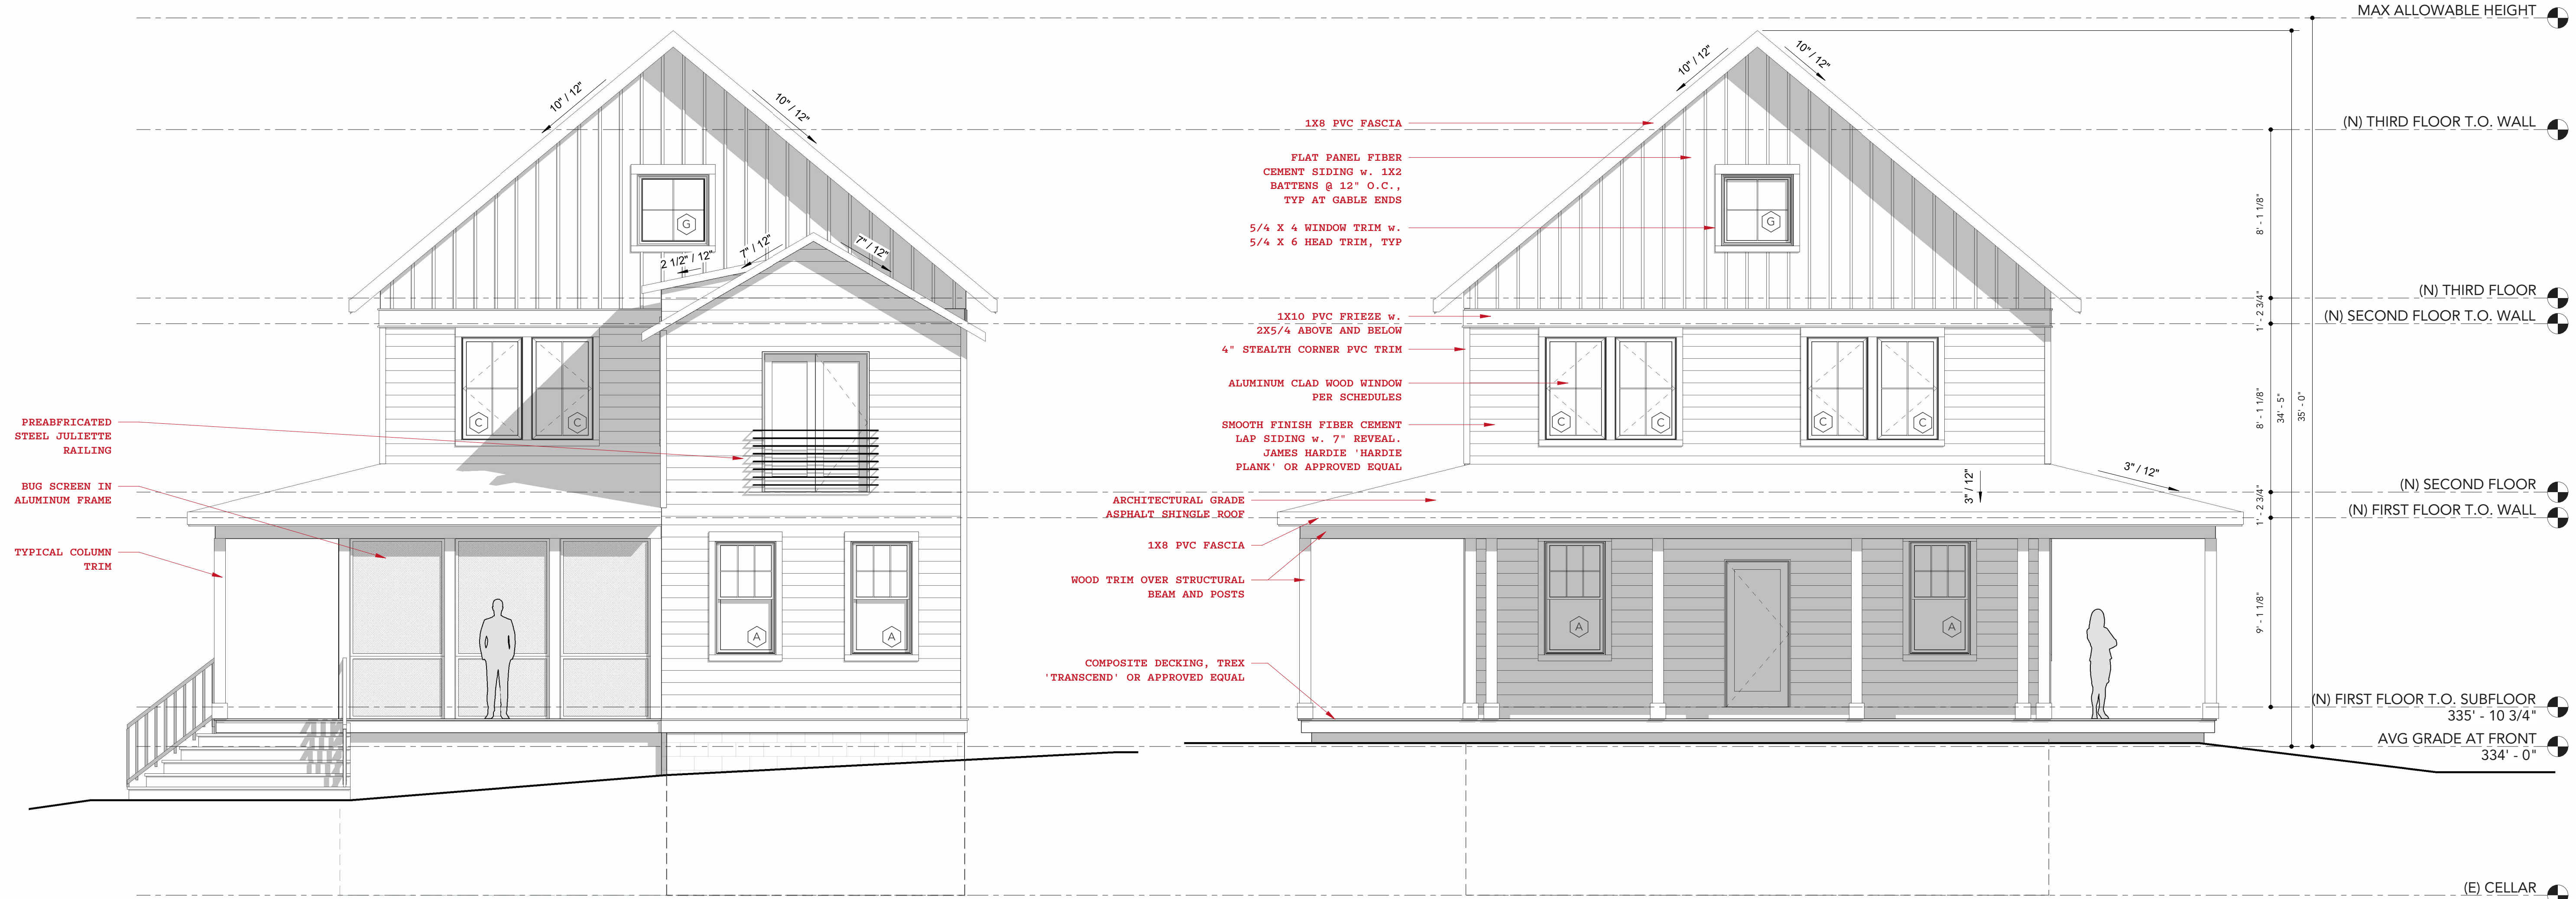 MAX ALLOWABLE HEIGHT
10" / 12"
10" / 12"
10" / 12"
10" / 12"
(N) THIRD FLOOR T.O. WALL
1X8 PVC FASCIA
FLAT PANEL FIBER
CEMENT SIDING w. 1X2
BATTENS @ 12" O.C.,
TYP AT GABLE ENDS
5/4 X 4 WINDOW TRIM w.
5/4 X 6 HEAD TRIM, TYP
G
G
8' - 1 1/8"
2 1/2" / 12"
7" / 12"
7" / 12"
(N) THIRD FLOOR
1' - 2 3/4"
(N) SECOND FLOOR T.O. WALL
1X10 PVC FRIEZE w.
2X5/4 ABOVE AND BELOW
4" STEALTH CORNER PVC TRIM
ALUMINUM CLAD WOOD WINDOW
PER SCHEDULES
SMOOTH FINISH FIBER CEMENT
LAP SIDING w. 7" REVEAL.
JAMES HARDIE 'HARDIE
PLANK' OR APPROVED EQUAL
C
C
C
C
C
C
8' - 1 1/8"
34' - 5"
35' - 0"
PREABFRICATED
STEEL JULIETTE
RAILING
BUG SCREEN IN
ALUMINUM FRAME
TYPICAL COLUMN
TRIM
3" / 12"
3" / 12"
(N) SECOND FLOOR
1' - 2 3/4"
(N) FIRST FLOOR T.O. WALL
ARCHITECTURAL GRADE
ASPHALT SHINGLE ROOF
1X8 PVC FASCIA
WOOD TRIM OVER STRUCTURAL
BEAM AND POSTS
COMPOSITE DECKING, TREX
'TRANSCEND' OR APPROVED EQUAL
A
A
A
A
9' - 1 1/8"
(N) FIRST FLOOR T.O. SUBFLOOR
335' - 10 3/4"
AVG GRADE AT FRONT
334' - 0"
(E) CELLAR